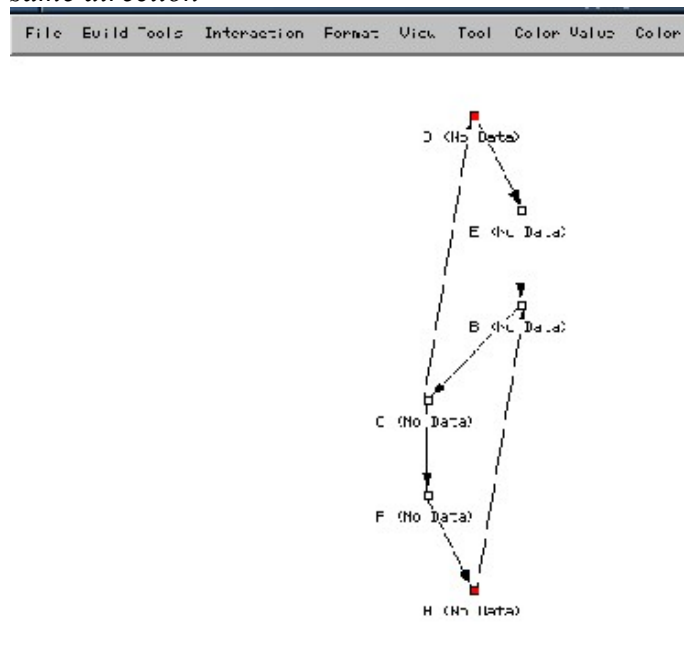 same direction
File Build Tools Interaction Format View Tool Color Value Color
D (No Data)
E (No Data)
B (No Data)
C (No Data)
F (No Data)
H (No Data)